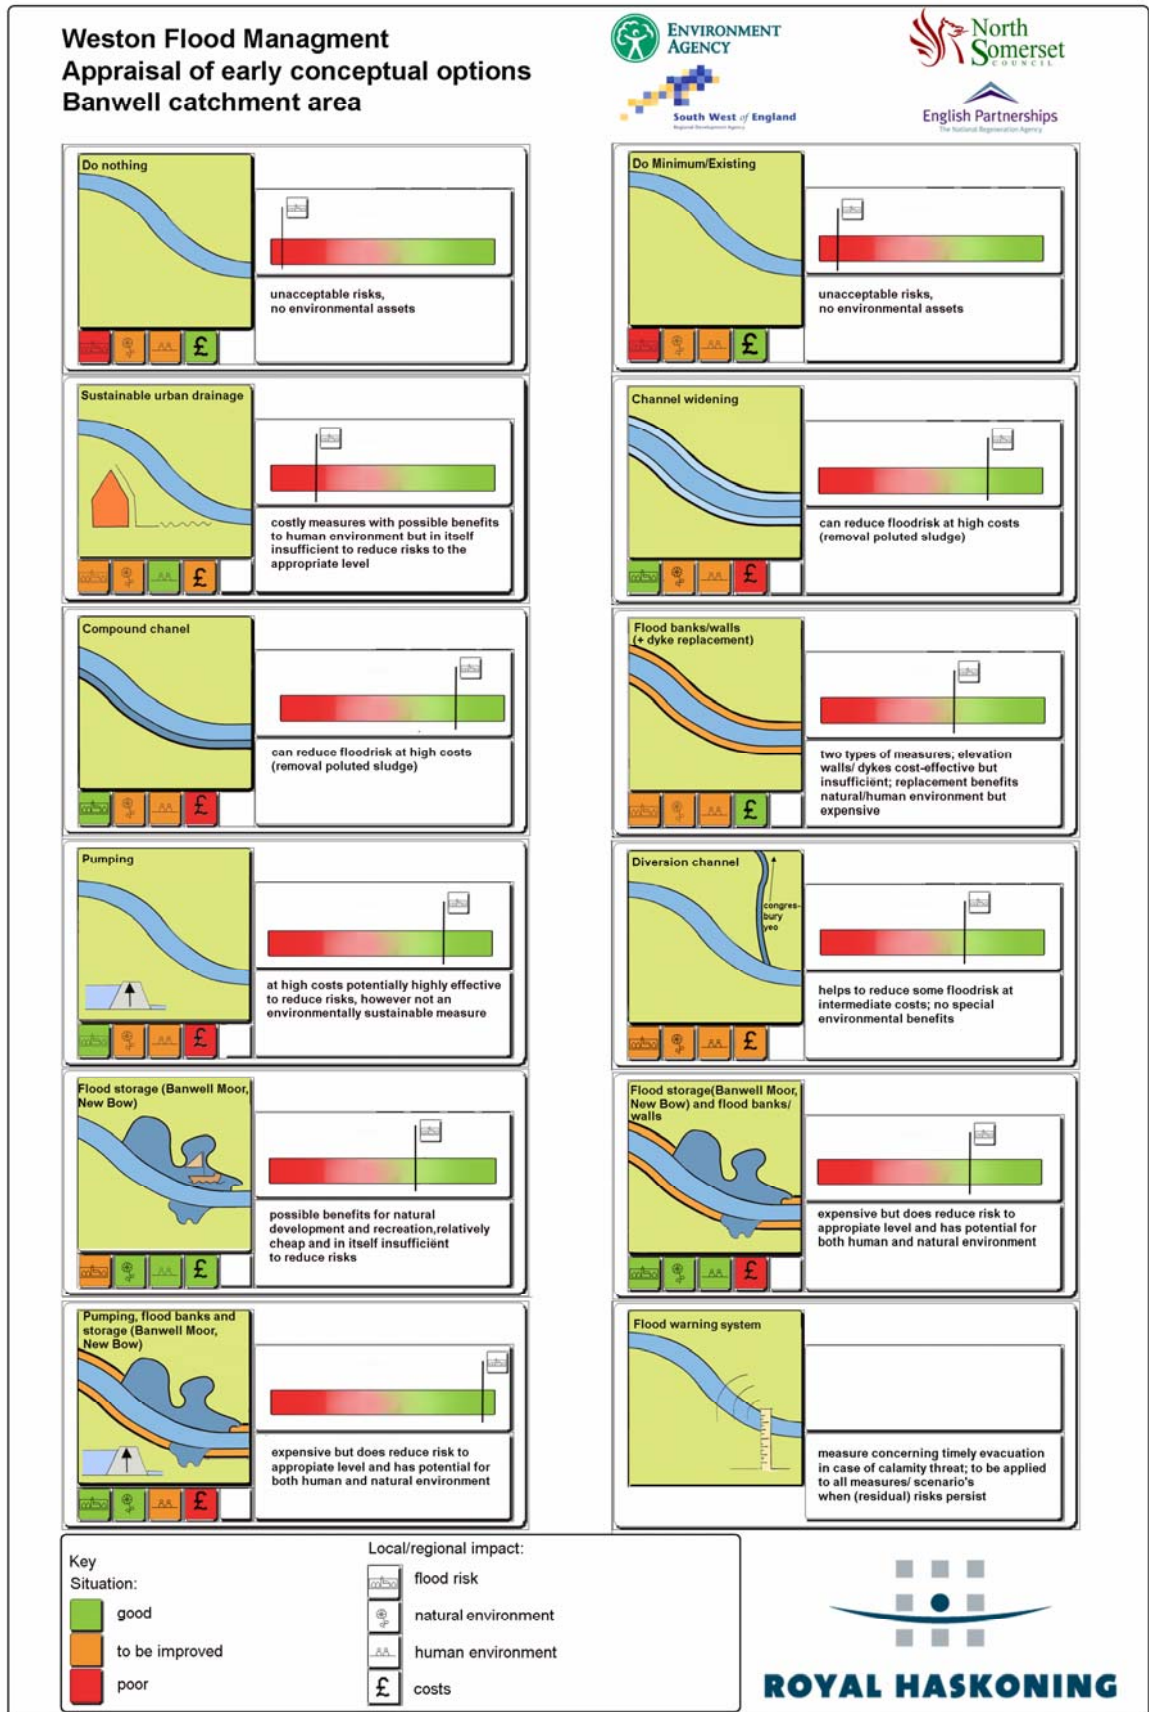 Weston Flood Managment
Appraisal of early conceptual options
Banwell catchment area
ENVIRONMENT
AGENCY
North
Somerset
COUNCIL
South West of England
Regional Development Agency
English Partnerships
The National Regeneration Agency
Do nothing
unacceptable risks,
no environmental assets
£
Do Minimum/Existing
unacceptable risks,
no environmental assets
£
Sustainable urban drainage
costly measures with possible benefits
to human environment but in itself
insufficient to reduce risks to the
appropriate level
£
Channel widening
can reduce floodrisk at high costs
(removal poluted sludge)
£
Compound chanel
can reduce floodrisk at high costs
(removal poluted sludge)
£
Flood banks/walls
(+ dyke replacement)
two types of measures; elevation
walls/ dykes cost-effective but
insufficiënt; replacement benefits
natural/human environment but
expensive
£
Pumping
at high costs potentially highly effective
to reduce risks, however not an
environmentally sustainable measure
£
Diversion channel
congres-
bury
yeo
helps to reduce some floodrisk at
intermediate costs; no special
environmental benefits
£
Flood storage (Banwell Moor,
New Bow)
possible benefits for natural
development and recreation,relatively
cheap and in itself insufficiënt
to reduce risks
£
Flood storage(Banwell Moor,
New Bow) and flood banks/
walls
expensive but does reduce risk to
appropiate level and has potential for
both human and natural environment
£
Pumping, flood banks and
storage (Banwell Moor,
New Bow)
expensive but does reduce risk to
appropiate level and has potential for
both human and natural environment
£
Flood warning system
measure concerning timely evacuation
in case of calamity threat; to be applied
to all measures/ scenario's
when (residual) risks persist
Key
Situation:
good
to be improved
poor
Local/regional impact:
flood risk
natural environment
human environment
£ costs
ROYAL HASKONING